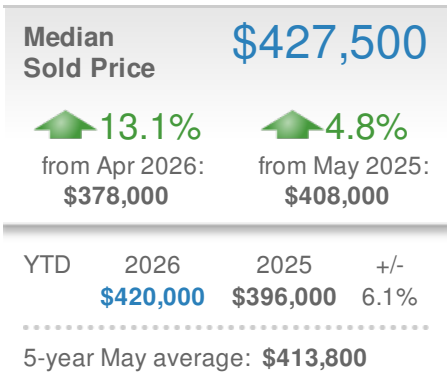 Median $427,500
Sold Price
13.1% 4.8%
from Apr 2026: from May 2025:
$378,000 $408,000
YTD 2026 2025 +/-
$420,000 $396,000 6.1%
5-year May average: $413,800